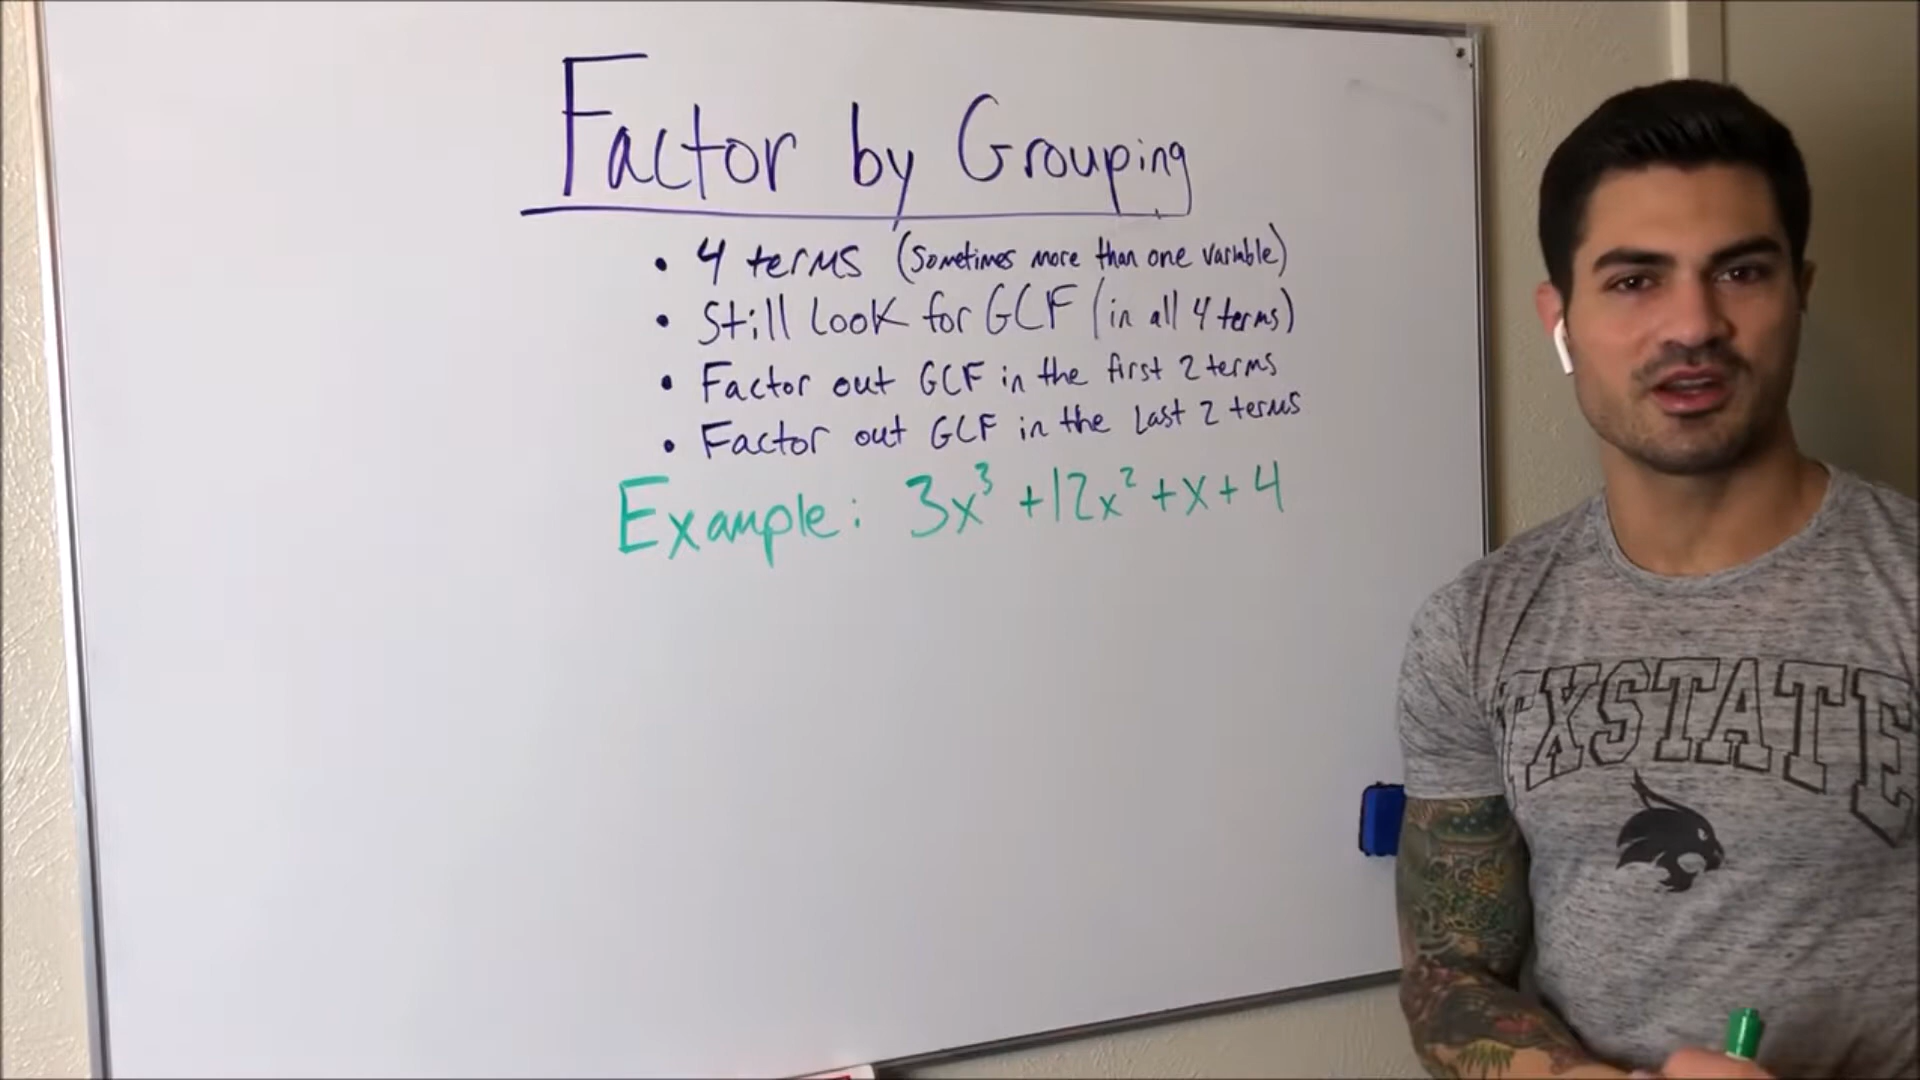 Factor by Grouping
• 4 terms (Sometimes more than one variable)
• Still Look for GCF (in all 4 terms)
• Factor out GCF in the first 2 terms
• Factor out GCF in the Last 2 terms
Example: 3x³ +12x² +x+4
TXSTATE